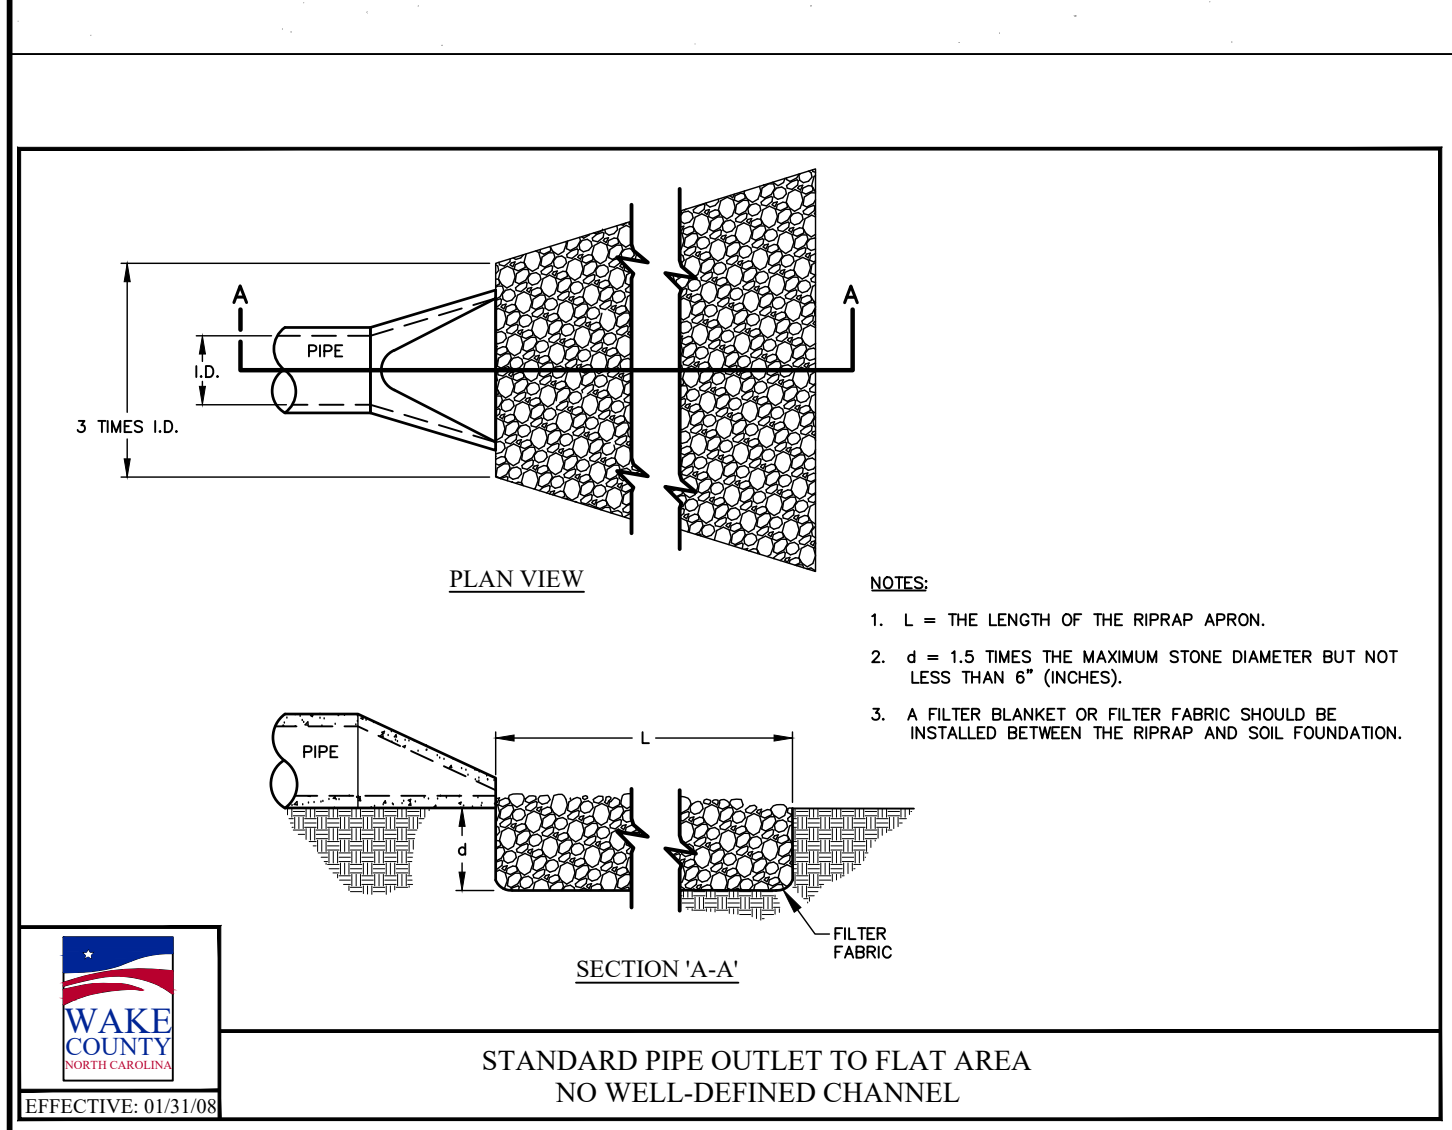 A
A
PIPE
I.D.
3 TIMES I.D.
PLAN VIEW
NOTES:
1. L = THE LENGTH OF THE RIPRAP APRON.
2. d = 1.5 TIMES THE MAXIMUM STONE DIAMETER BUT NOT
LESS THAN 6" (INCHES).
3. A FILTER BLANKET OR FILTER FABRIC SHOULD BE
INSTALLED BETWEEN THE RIPRAP AND SOIL FOUNDATION.
L
PIPE
d
FILTER
FABRIC
SECTION 'A-A'
WAKE
COUNTY
NORTH CAROLINA
EFFECTIVE: 01/31/08
STANDARD PIPE OUTLET TO FLAT AREA
NO WELL-DEFINED CHANNEL